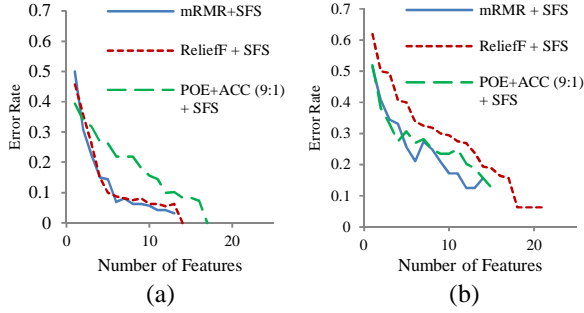 0.7
0.6
0.5
0.4
0.3
0.2
0.1
0
Error Rate
0
10
20
Number of Features
mRMR+SFS
ReliefF + SFS
POE+ACC (9:1)
+ SFS
(a)
0.7
0.6
0.5
0.4
0.3
0.2
0.1
0
Error Rate
0
10
20
Number of Features
mRMR + SFS
ReliefF + SFS
POE+ACC (9:1)
+ SFS
(b)